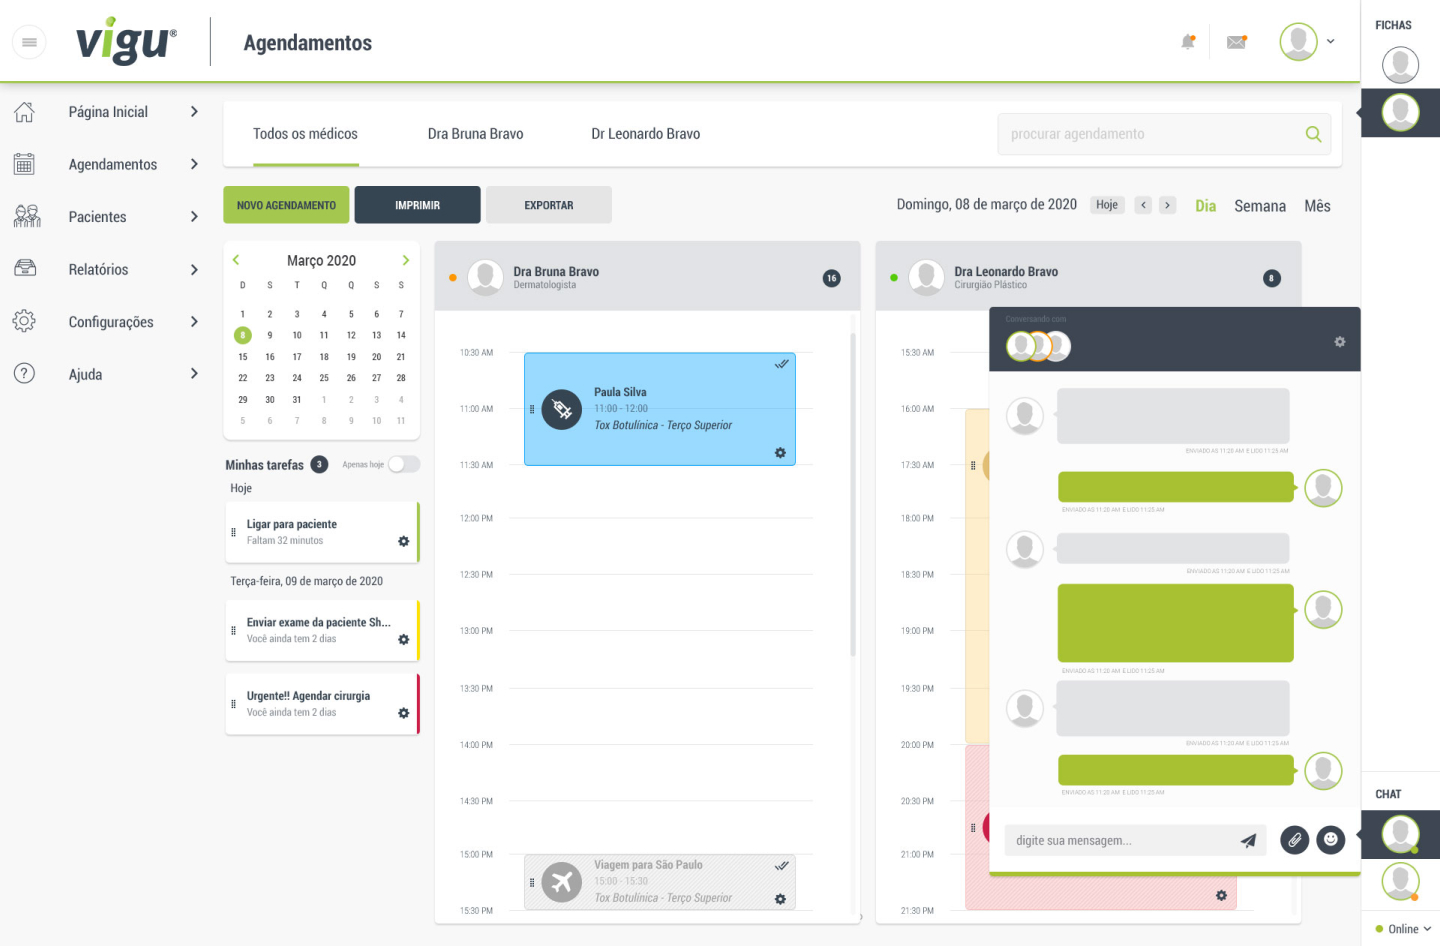 vigu®
Agendamentos
FICHAS
Página Inicial
Agendamentos
Pacientes
Relatórios
Configurações
Ajuda
Todos os médicos
Dra Bruna Bravo
Dr Leonardo Bravo
procurar agendamento
NOVO AGENDAMENTO
IMPRIMIR
EXPORTAR
Domingo, 08 de março de 2020
Hoje
Dia
Semana
Mês
Março 2020
D S T Q Q S S
1 2 3 4 5 6 7
8 9 10 11 12 13 14
15 16 17 18 19 20 21
22 23 24 25 26 27 28
29 30 31 1 2 3 4
5 6 7 8 9 10 11
Minhas tarefas 3 Apenas hoje
Hoje
Ligar para paciente
Faltam 32 minutos
Terça-feira, 09 de março de 2020
Enviar exame da paciente Sh...
Você ainda tem 2 dias
Urgente!! Agendar cirurgia
Você ainda tem 2 dias
Dra Bruna Bravo
Dermatologista
16
10:30 AM
11:00 AM
11:30 AM
12:00 PM
12:30 PM
13:00 PM
13:30 PM
14:00 PM
14:30 PM
15:00 PM
15:30 PM
Paula Silva
11:00 - 12:00
Tox Botulínica - Terço Superior
Viagem para São Paulo
15:00 - 15:30
Tox Botulínica - Terço Superior
Dra Leonardo Bravo
Cirurgião Plástico
8
15:30 AM
16:00 AM
17:30 AM
18:00 PM
18:30 PM
19:00 PM
19:30 PM
20:00 PM
20:30 PM
21:00 PM
21:30 PM
Conversando com
ENVIADO AS 11:20 AM E LIDO 11:25 AM
ENVIADO AS 11:20 AM E LIDO 11:25 AM
ENVIADO AS 11:20 AM E LIDO 11:25 AM
ENVIADO AS 11:20 AM E LIDO 11:25 AM
ENVIADO AS 11:20 AM E LIDO 11:25 AM
ENVIADO AS 11:20 AM E LIDO 11:25 AM
digite sua mensagem...
CHAT
Online